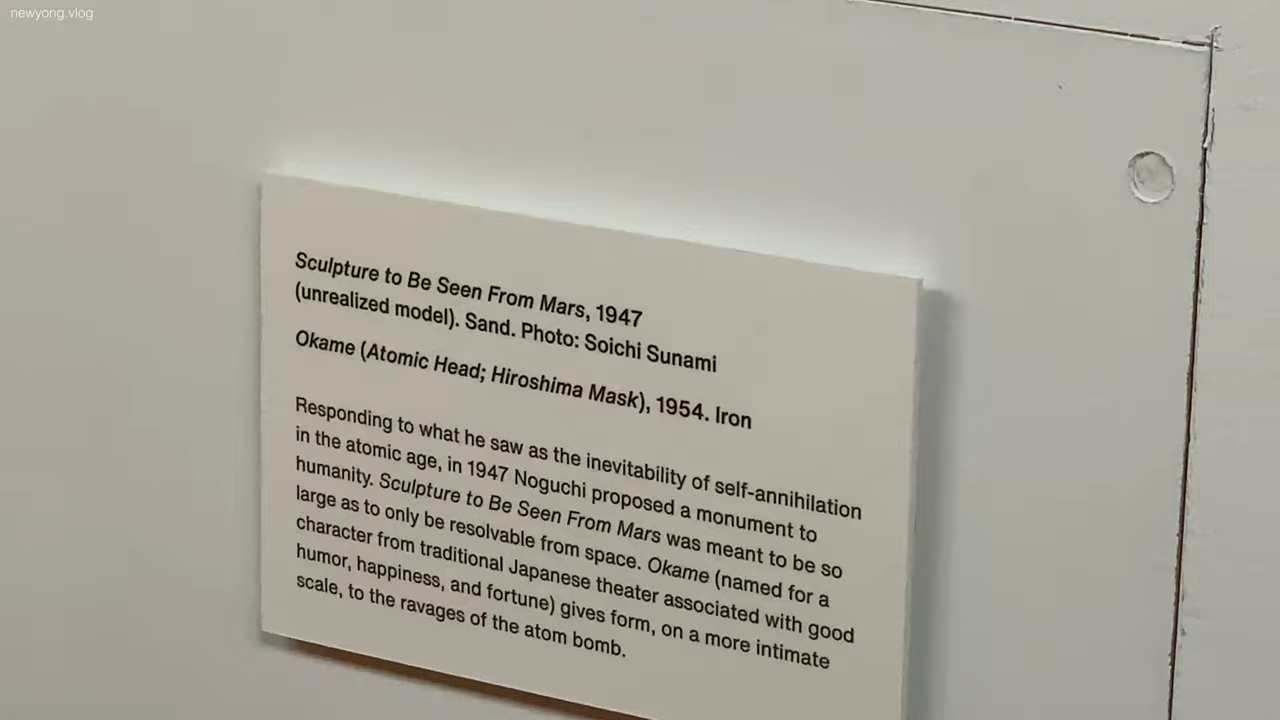 newyong.vlog
Sculpture to Be Seen From Mars, 1947
(unrealized model). Sand. Photo: Soichi Sunami
Okame (Atomic Head; Hiroshima Mask), 1954. Iron
Responding to what he saw as the inevitability of self-annihilation
in the atomic age, in 1947 Noguchi proposed a monument to
humanity. Sculpture to Be Seen From Mars was meant to be so
large as to only be resolvable from space. Okame (named for a
character from traditional Japanese theater associated with good
humor, happiness, and fortune) gives form, on a more intimate
scale, to the ravages of the atom bomb.